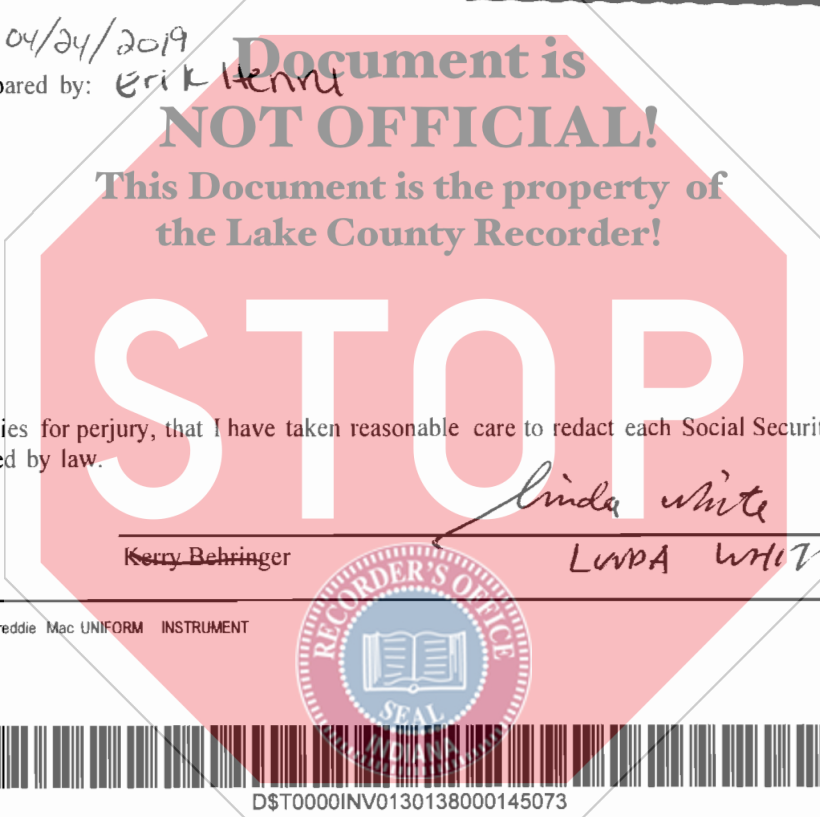 04/24/2019
Document is
pared by: Erik Henry
NOT OFFICIAL!
This Document is the property of
the Lake County Recorder!
STOP
ies for perjury, that I have taken reasonable care to redact each Social Securit
ed by law.
Linda White
Kerry Behringer
LINDA WHIT
RECORDER'S OFFICE
reddie Mac UNIFORM INSTRUMENT
SEAL
INDIANA
D$T0000INV0130138000145073